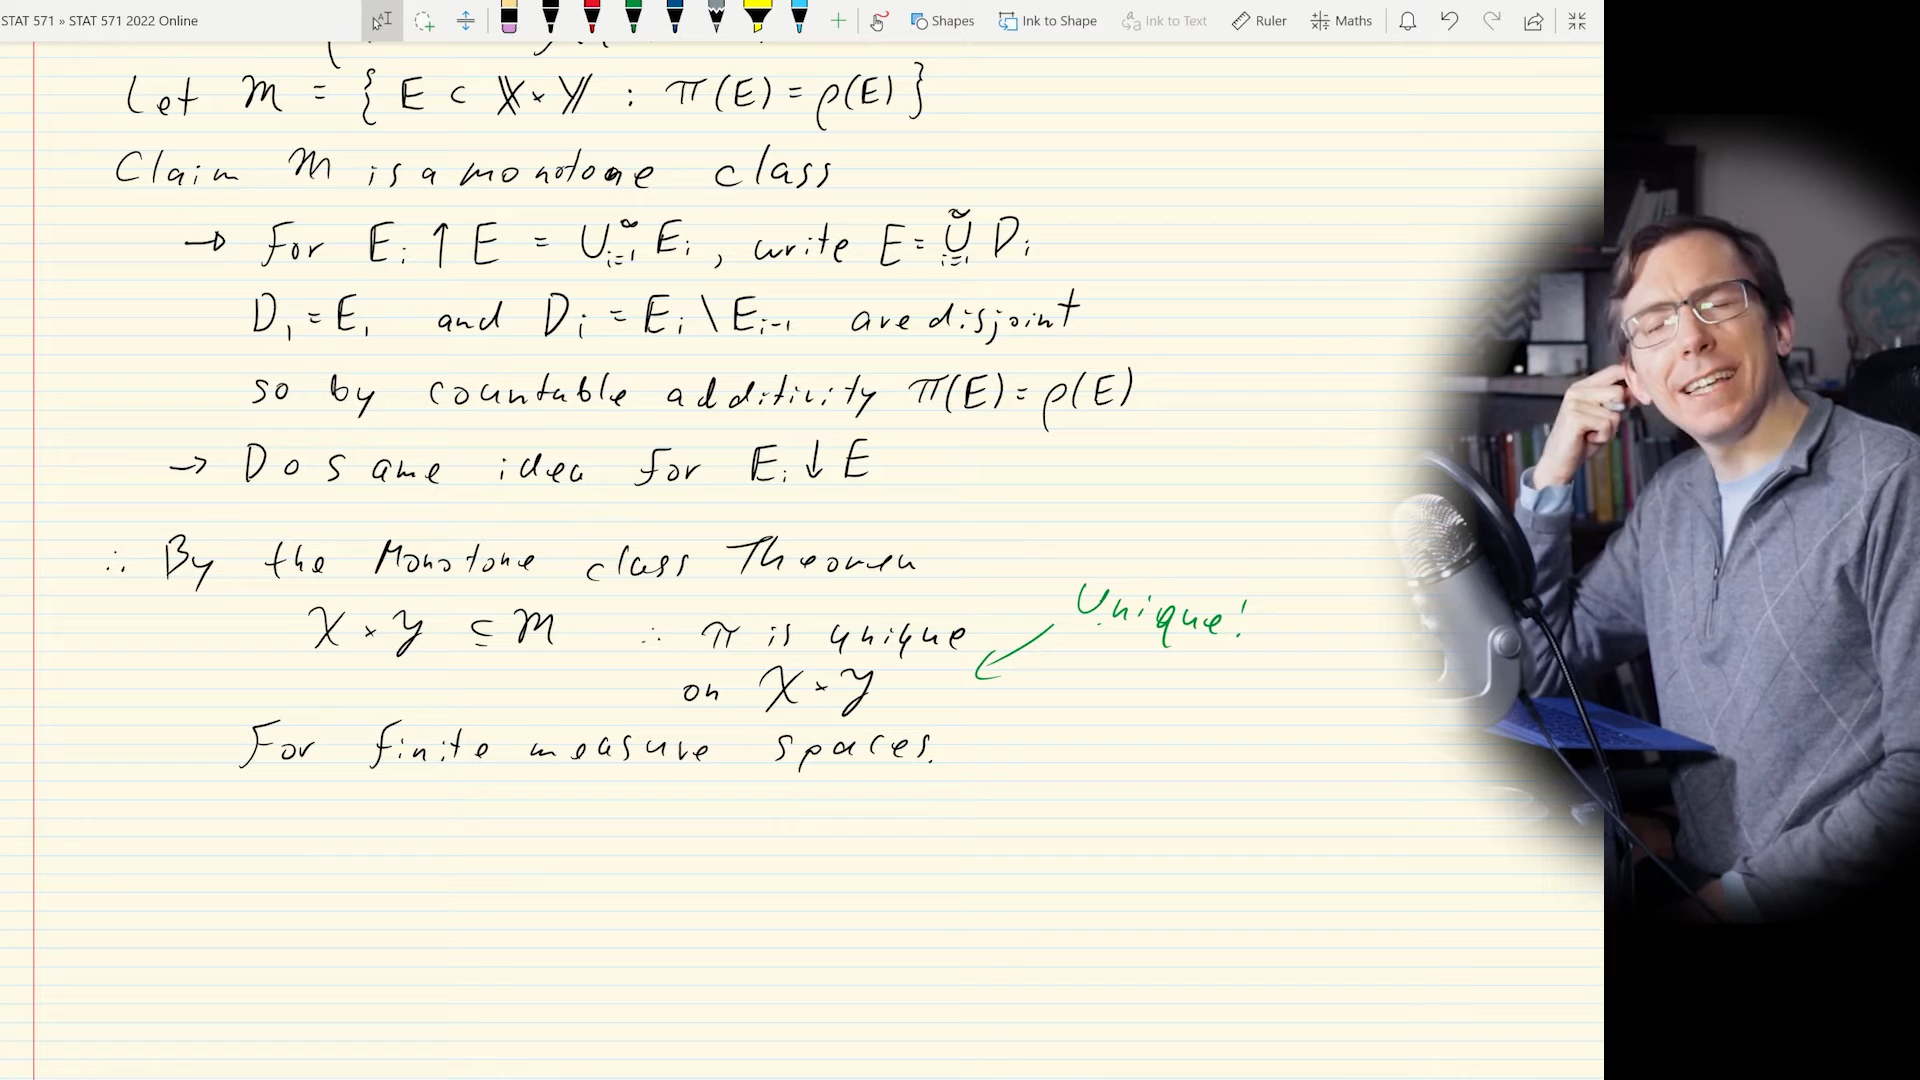 STAT 571 » STAT 571 2022 Online
Shapes Ink to Shape Ink to Text Ruler Maths
Let 𝓜 = { E ⊂ 𝕏×𝕐 : π(E) = ρ(E) }
Claim 𝓜 is a monotone class
→ For Eᵢ ↑ E = ∪ᵢ₌₁^∞ Eᵢ, write E = ∪ᵢ₌₁^∞ Dᵢ
D₁ = E₁ and Dᵢ = Eᵢ \ Eᵢ₋₁ are disjoint
so by countable additivity π(E) = ρ(E)
→ Do same idea for Eᵢ ↓ E
∴ By the Monotone class Theorem
𝒳 × 𝒴 ⊆ 𝓜 ∴ π is unique
Unique!
on 𝒳 × 𝒴
For finite measure spaces.